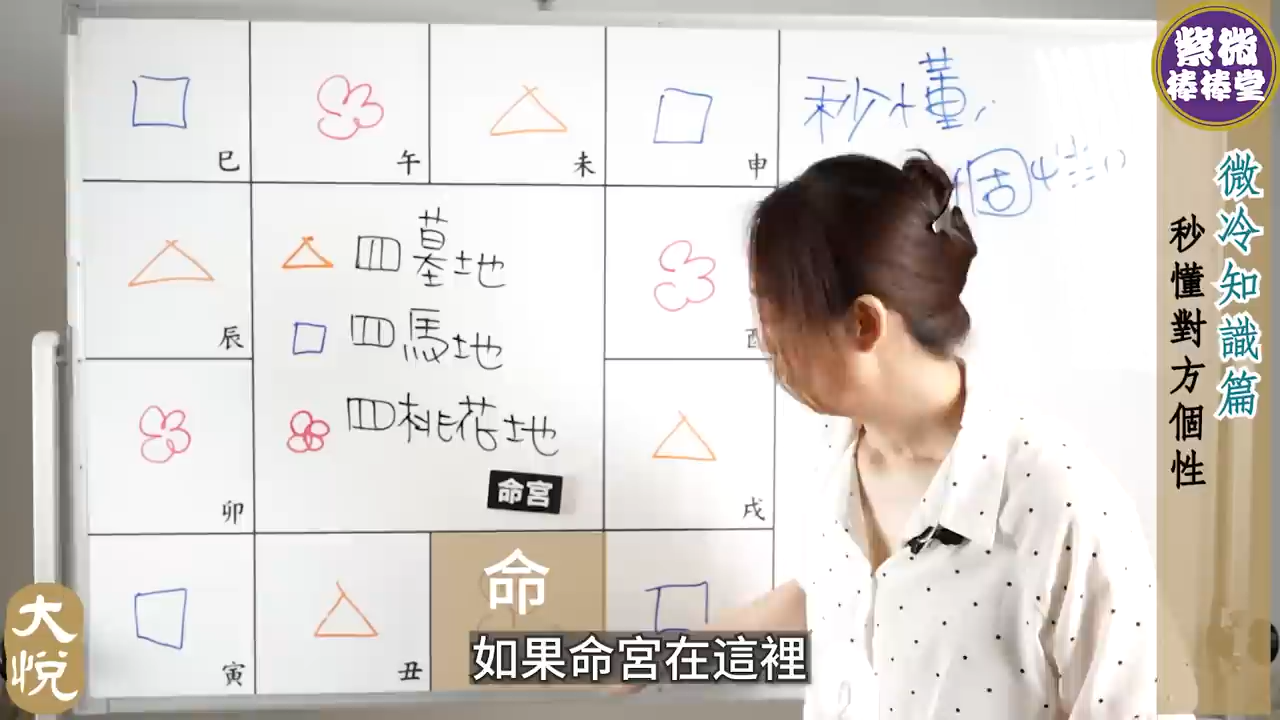 紫微
棒棒堂
微冷知識篇
秒懂對方個性
秒懂
個
巳
午
未
申
辰
四墓地
四馬地
四桃花地
酉
卯
命宮
戌
寅
丑
命
如果命宮在這裡
大悅